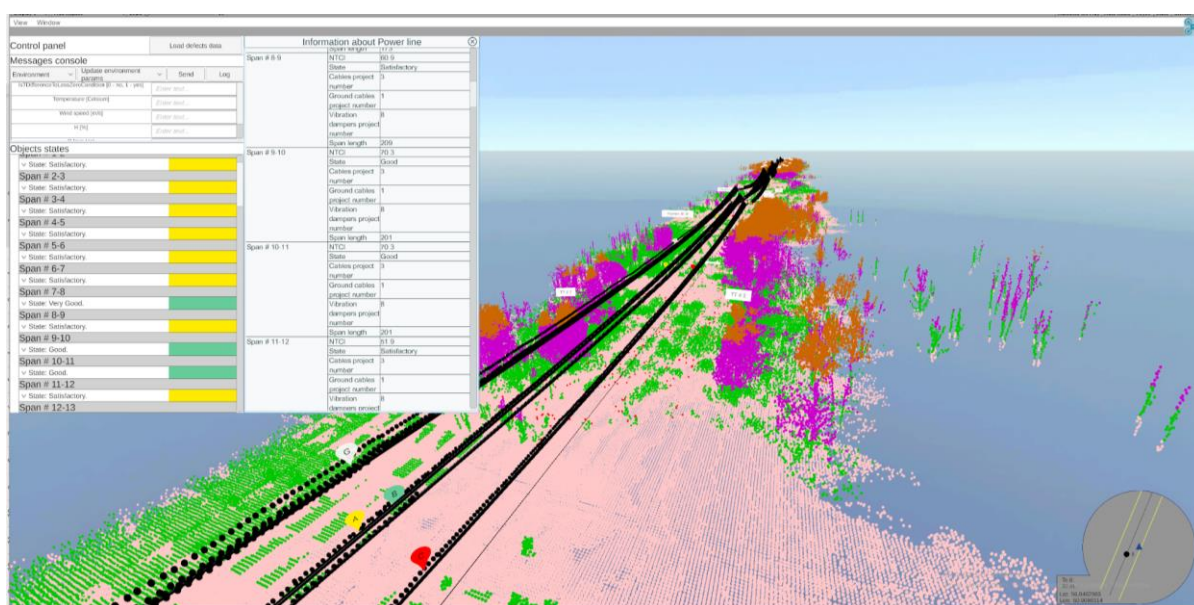 View Window
Control panel
Load defects data
Messages console
Environment
Update environment params
Send
Log
Temperature [Celsium]
Enter text...
Wind speed [m/s]
Enter text...
H [%]
Enter text...
Objects states
State: Satisfactory.
Span # 2-3
State: Satisfactory.
Span # 3-4
State: Satisfactory.
Span # 4-5
State: Satisfactory.
Span # 5-6
State: Satisfactory.
Span # 6-7
State: Satisfactory.
Span # 7-8
State: Very Good.
Span # 8-9
State: Satisfactory.
Span # 9-10
State: Good.
Span # 10-11
State: Good.
Span # 11-12
State: Satisfactory.
Span # 12-13
Information about Power line
Span length
Span # 8-9
NTCI 60.9
State Satisfactory
Cables project number 3
Ground cables project number 1
Vibration dampers project number 8
Span length 209
Span # 9-10
NTCI 70.3
State Good
Cables project number 3
Ground cables project number 1
Vibration dampers project number 8
Span length 201
Span # 10-11
NTCI 70.3
State Good
Cables project number 3
Ground cables project number 1
Vibration dampers project number 8
Span length 201
Span # 11-12
NTCI 61.9
State Satisfactory
Cables project number 3
Ground cables project number 1
Vibration dampers project 8
G
B
A